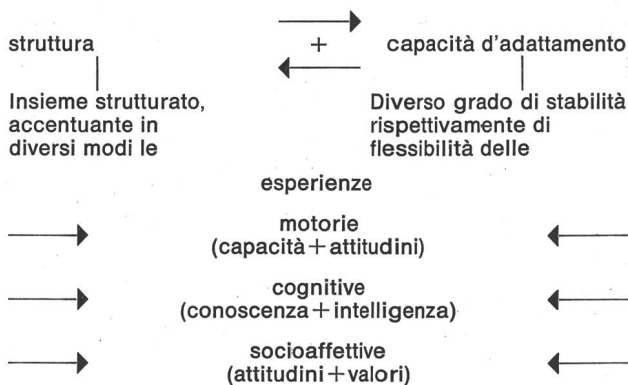 struttura + capacità d'adattamento
Insieme strutturato,
accentuante in
diversi modi le
Diverso grado di stabilità
rispettivamente di
flessibilità delle
esperienze
motorie
(capacità+attitudini)
cognitive
(conoscenza+intelligenza)
socioaffettive
(attitudini+valori)